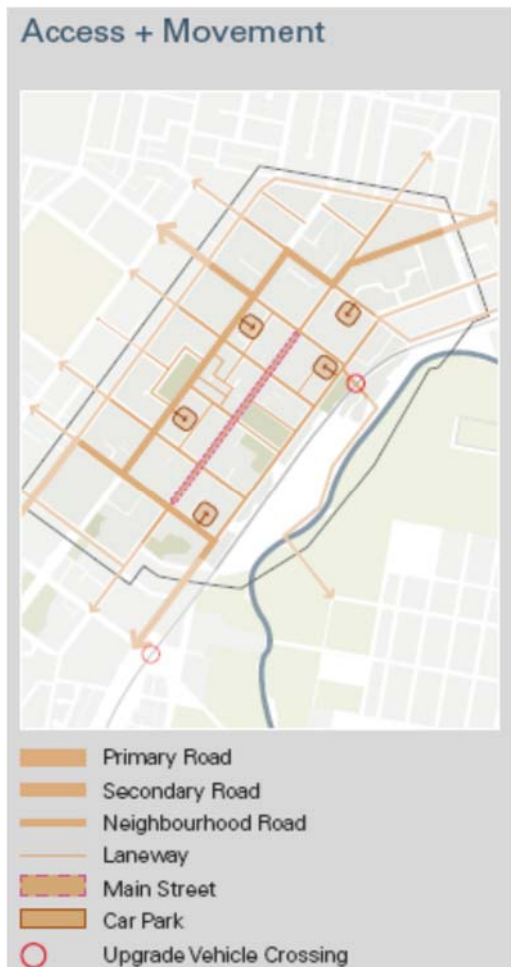 Access + Movement
Primary Road
Secondary Road
Neighbourhood Road
Laneway
Main Street
Car Park
Upgrade Vehicle Crossing